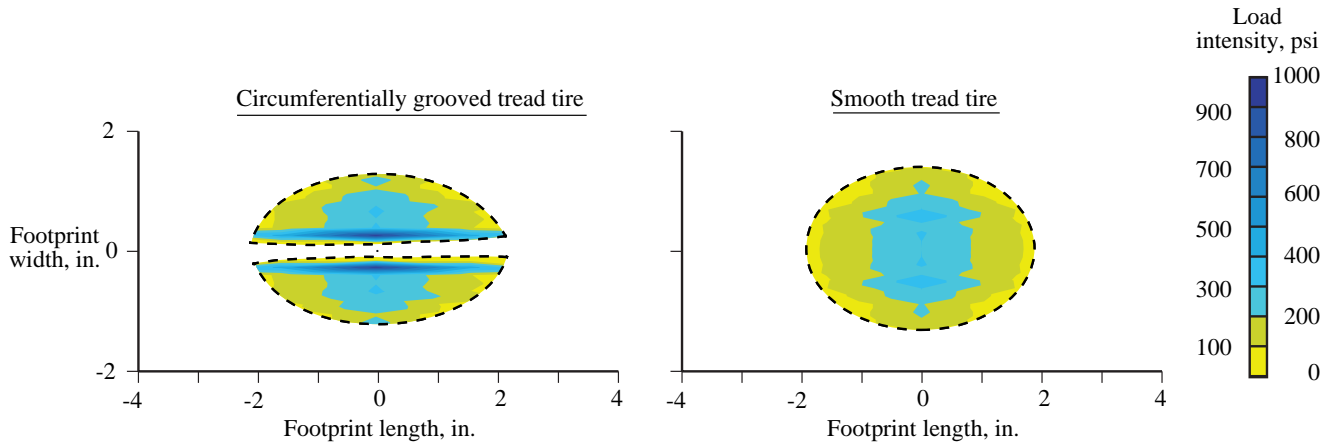 Load
intensity, psi
Circumferentially grooved tread tire
Smooth tread tire
1000
900
800
700
600
500
400
300
200
100
0
2
0
-2
Footprint
width, in.
-4 -2 0 2 4
Footprint length, in.
-4 -2 0 2 4
Footprint length, in.